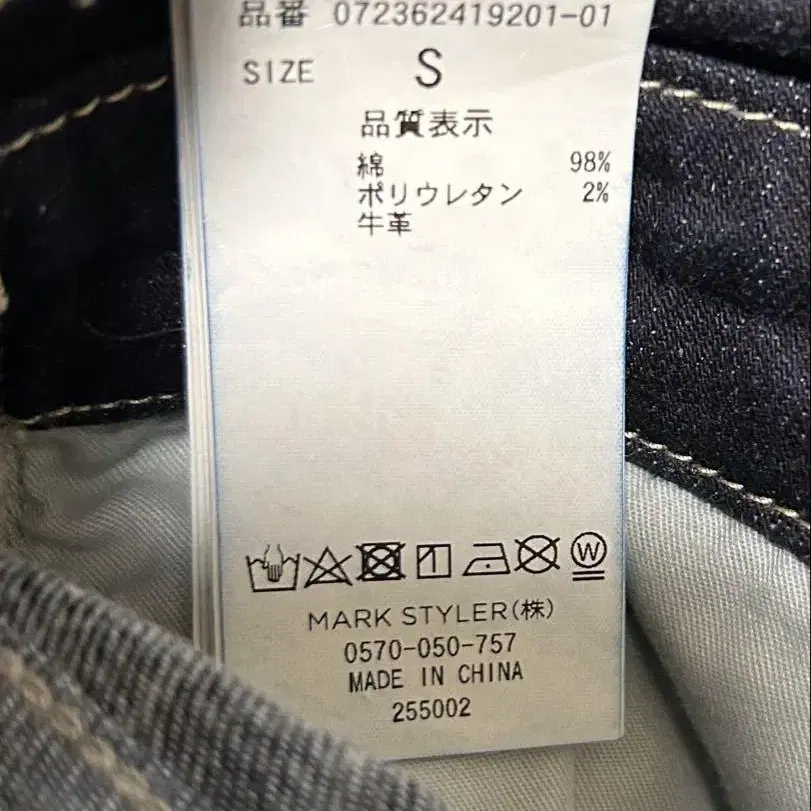 品番 072362419201-01
SIZE S
品質表示
綿 98%
ポリウレタン 2%
牛革
W
MARK STYLER(株)
0570-050-757
MADE IN CHINA
255002